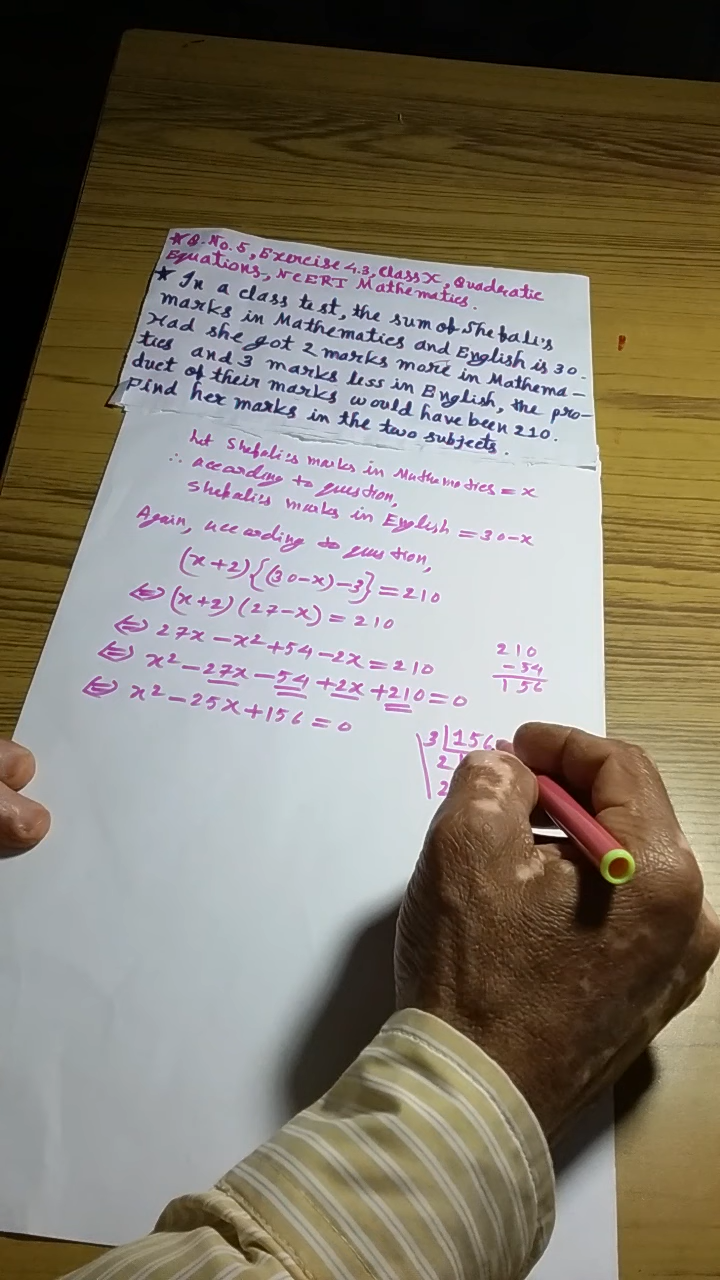 * Q. No. 5, Exercise 4.3, Class X, Quadratic
Equations, NCERT Mathematics.
* In a class test, the sum of Shefali's
marks in Mathematics and English is 30.
Had she got 2 marks more in Mathema-
tics and 3 marks less in English, the pro-
duct of their marks would have been 210.
Find her marks in the two subjects.
Let Shefali's marks in Mathematics = x
∴ according to question,
Shefali's marks in English = 30-x
Again, according to question,
(x+2){(30-x)-3} = 210
⇔ (x+2)(27-x) = 210
⇔ 27x - x² + 54 - 2x = 210
⇔ x² - 27x - 54 + 2x + 210 = 0
⇔ x² - 25x + 156 = 0
210
- 54
156
3 156
2
2